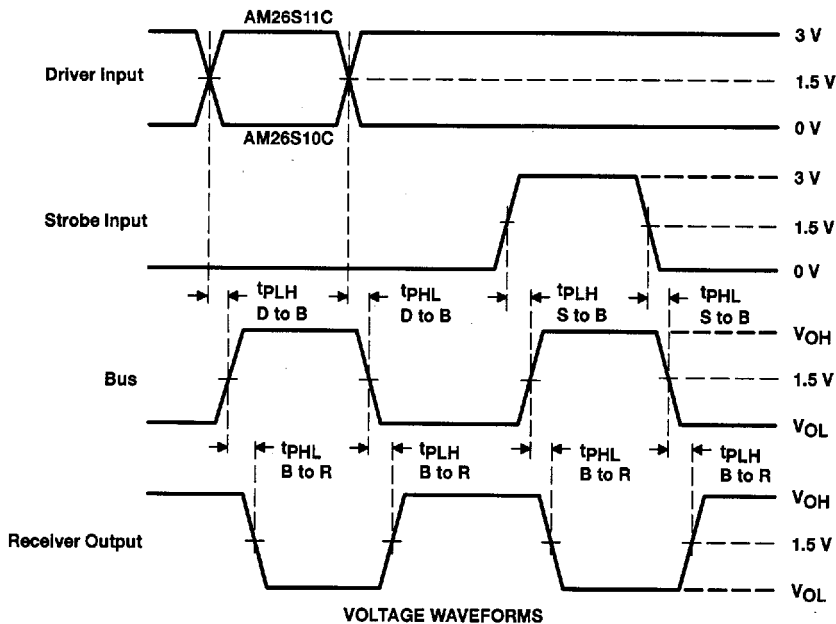 AM26S11C
3 V
Driver Input
1.5 V
0 V
AM26S10C
3 V
Strobe Input
1.5 V
0 V
tPLH
D to B
tPHL
D to B
tPLH
S to B
tPHL
S to B
VOH
Bus
1.5 V
VOL
tPHL
B to R
tPLH
B to R
tPHL
B to R
tPLH
B to R
VOH
Receiver Output
1.5 V
VOL
VOLTAGE WAVEFORMS